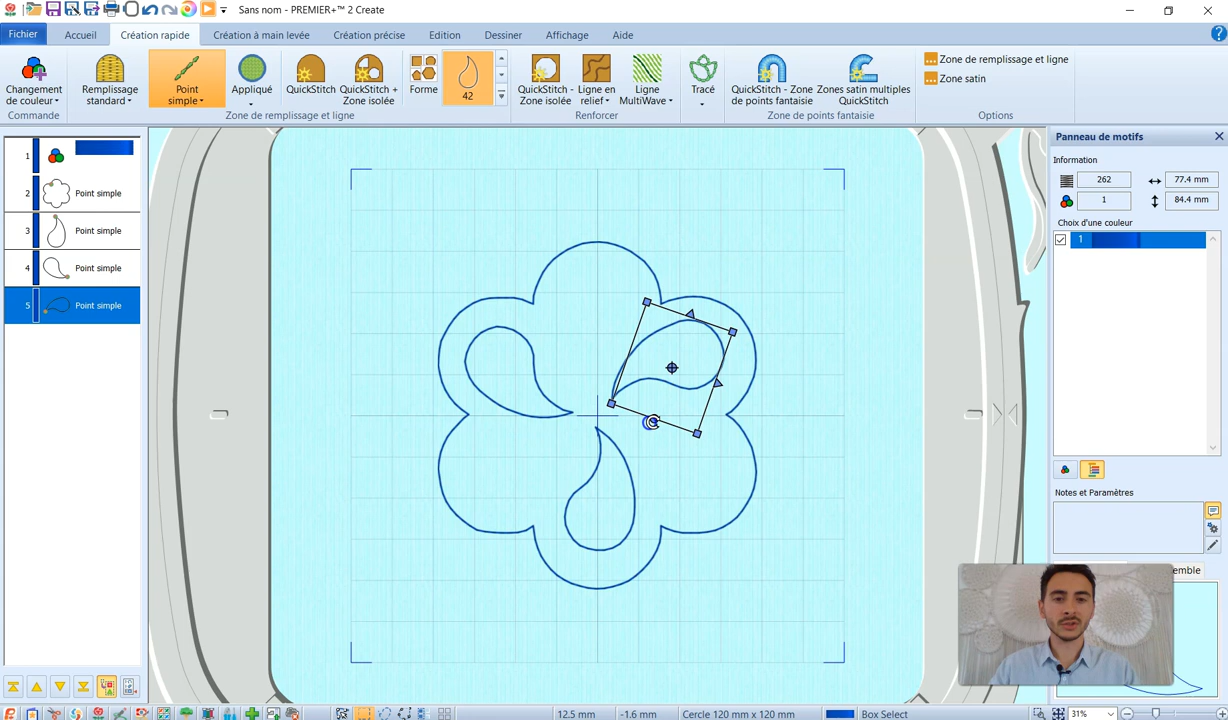 Sans nom - PREMIER+™ 2 Create
Fichier Accueil Création rapide Création à main levée Création précise Edition Dessiner Affichage Aide
Changement de couleur
Remplissage standard
Point simple
Appliqué
QuickStitch
QuickStitch + Zone isolée
Forme
42
QuickStitch - Zone isolée
Ligne en relief
Ligne MultiWave
Tracé
QuickStitch - Zone de points fantaisie
Zones satin multiples QuickStitch
Zone de remplissage et ligne
Zone satin
Commande Zone de remplissage et ligne Renforcer Zone de points fantaisie Options
1
2 Point simple
3 Point simple
4 Point simple
5 Point simple
Panneau de motifs
Information
262 77.4 mm
1 84.4 mm
Choix d'une couleur
1
Notes et Paramètres
emble
12.5 mm -1.6 mm Cercle 120 mm x 120 mm Box Select 31%